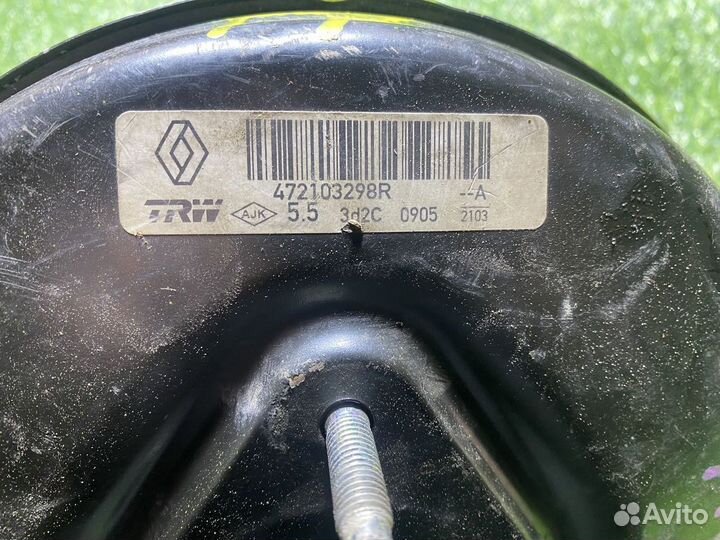 472103298R --A
TRW AJK 5.5 3d2C 0905 2103
Avito